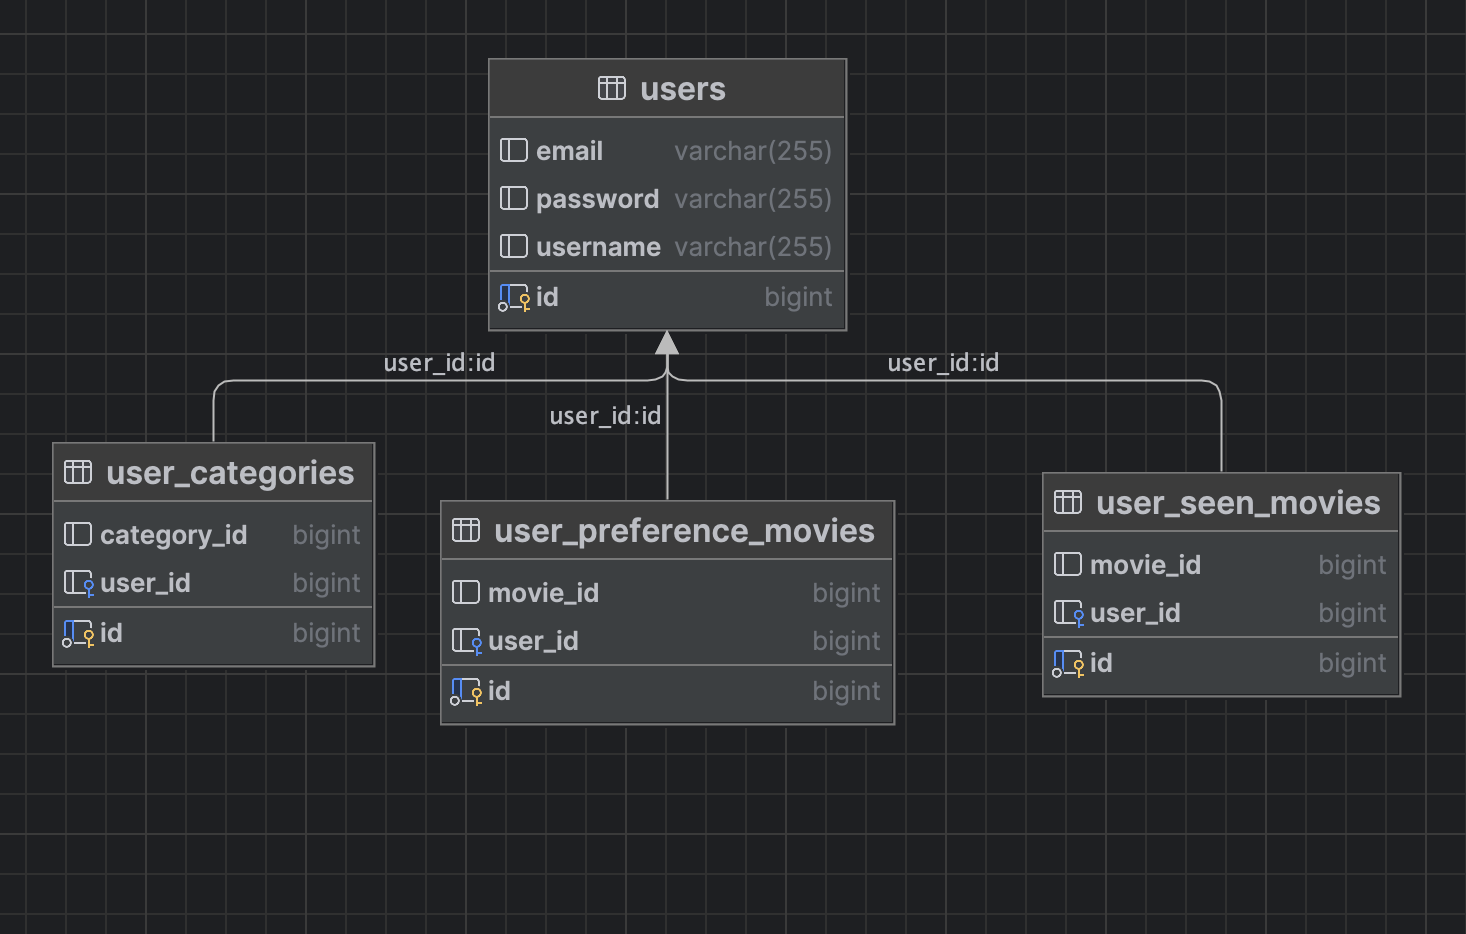 users
email varchar(255)
password varchar(255)
username varchar(255)
id bigint
user_id:id
user_id:id
user_id:id
user_categories
category_id bigint
user_id bigint
id bigint
user_preference_movies
movie_id bigint
user_id bigint
id bigint
user_seen_movies
movie_id bigint
user_id bigint
id bigint